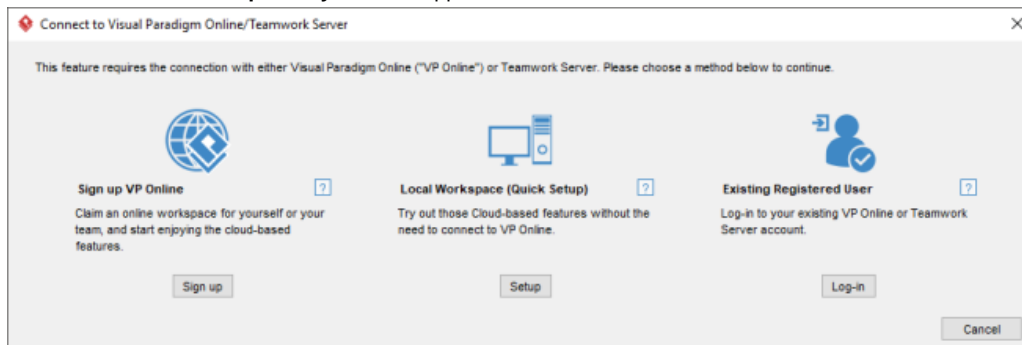 Connect to Visual Paradigm Online/Teamwork Server
This feature requires the connection with either Visual Paradigm Online ("VP Online") or Teamwork Server. Please choose a method below to continue.
Sign up VP Online ?
Claim an online workspace for yourself or your
team, and start enjoying the cloud-based
features.
Sign up
Local Workspace (Quick Setup) ?
Try out those Cloud-based features without the
need to connect to VP Online.
Setup
Existing Registered User ?
Log-in to your existing VP Online or Teamwork
Server account.
Log-in
Cancel